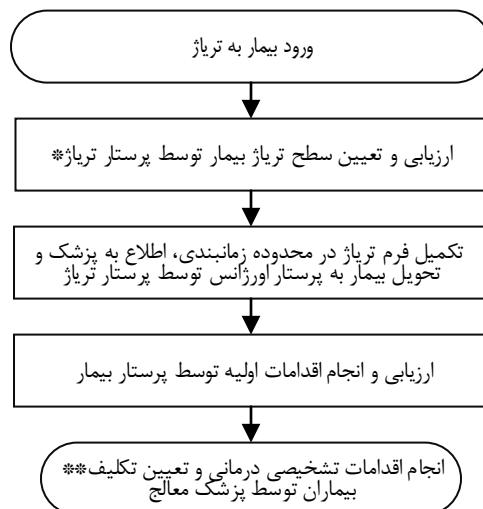 ورود بیمار به تریاژ
ارزیابی و تعیین سطح تریاژ بیمار توسط پرستار تریاژ*
تکمیل فرم تریاژ در محدوده زمانبندی، اطلاع به پزشک و
تحویل بیمار به پرستار اورژانس توسط پرستار تریاژ
ارزیابی و انجام اقدامات اولیه توسط پرستار بیمار
انجام اقدامات تشخیصی درمانی و تعیین تکلیف**
بیماران توسط پزشک معالج